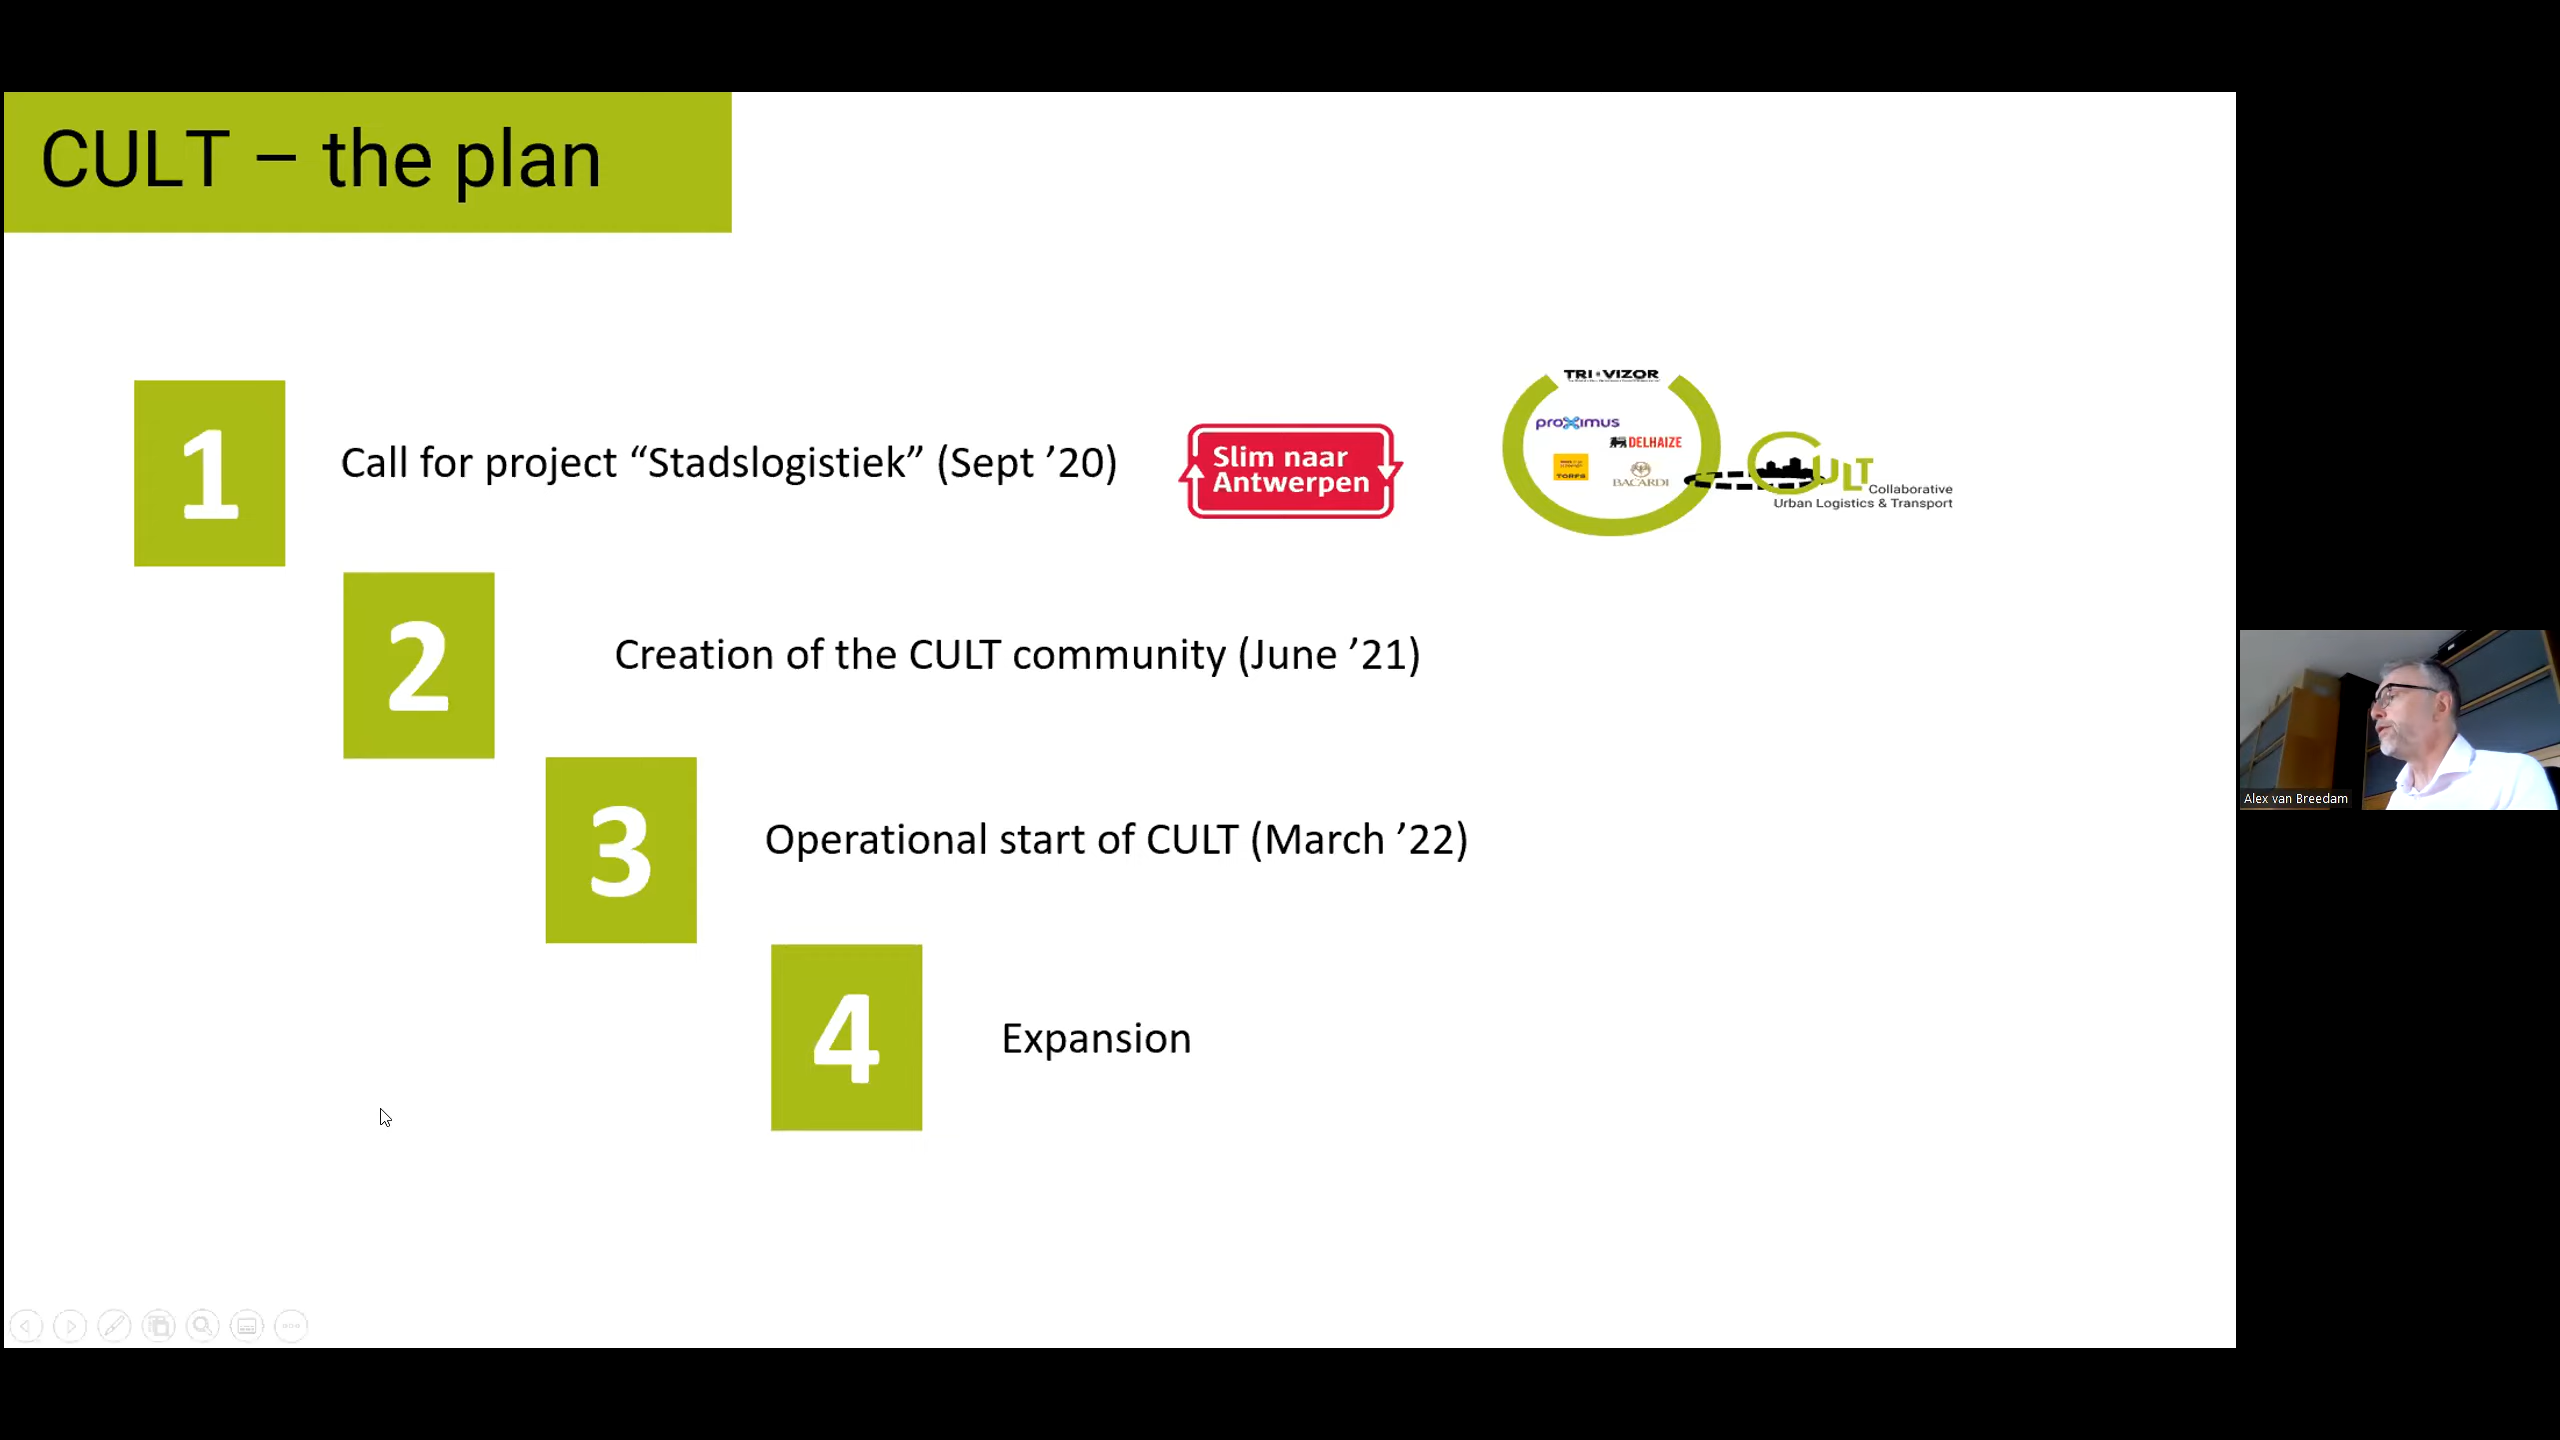 CULT – the plan
1
Call for project “Stadslogistiek” (Sept ’20)
Slim naar
Antwerpen
TRI VIZOR
proximus
DELHAIZE
TORFS
BACARDI
CULT
Collaborative
Urban Logistics & Transport
2
Creation of the CULT community (June ’21)
3
Operational start of CULT (March ’22)
4
Expansion
Alex van Breedam